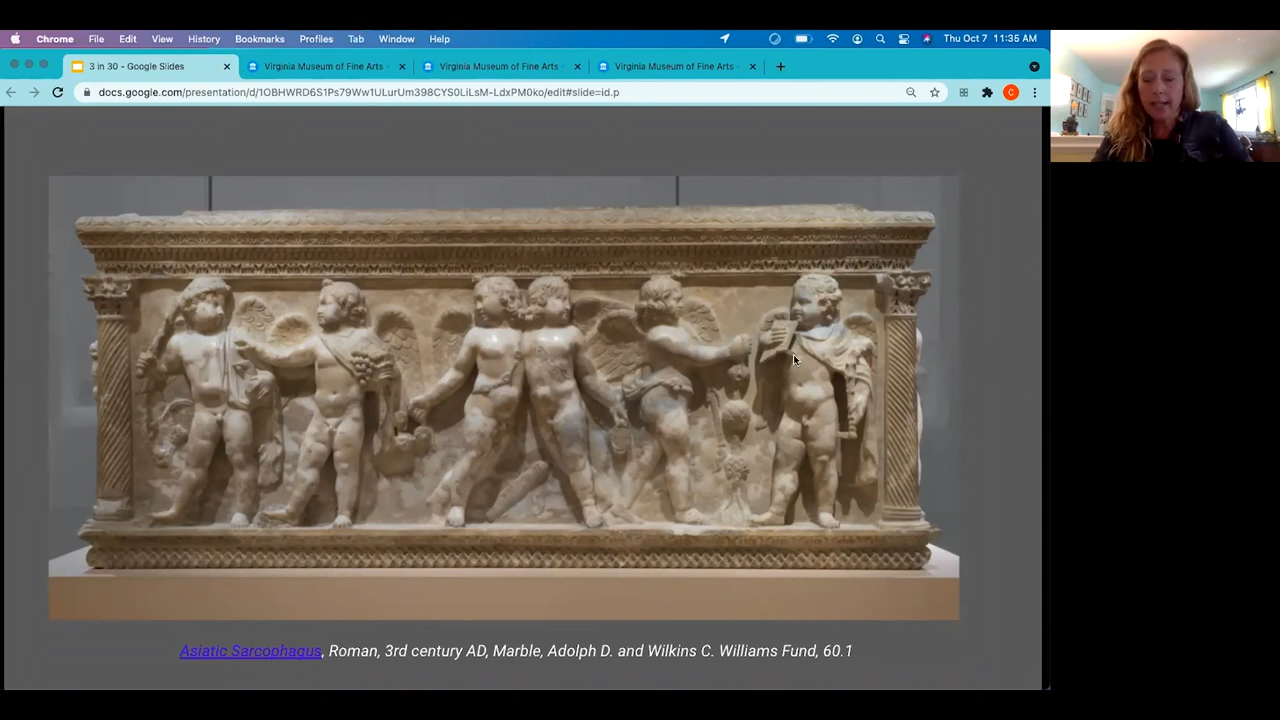 Chrome File Edit View History Bookmarks Profiles Tab Window Help Thu Oct 7 11:35 AM
3 in 30 - Google Slides Virginia Museum of Fine Arts - Virginia Museum of Fine Arts - Virginia Museum of Fine Arts -
docs.google.com/presentation/d/1OBHWRD6S1Ps79Ww1ULurUm398CYS0LiLsM-LdxPM0ko/edit#slide=id.p C
Asiatic Sarcophagus, Roman, 3rd century AD, Marble, Adolph D. and Wilkins C. Williams Fund, 60.1